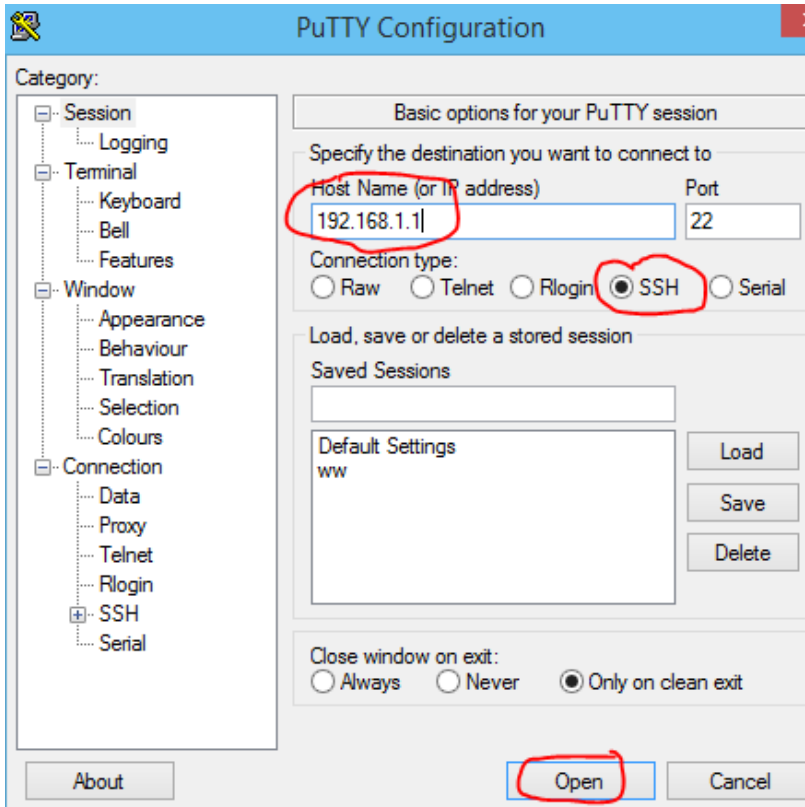 PuTTY Configuration
Category:
Session
Logging
Terminal
Keyboard
Bell
Features
Window
Appearance
Behaviour
Translation
Selection
Colours
Connection
Data
Proxy
Telnet
Rlogin
SSH
Serial
Basic options for your PuTTY session
Specify the destination you want to connect to
Host Name (or IP address) Port
192.168.1.1 22
Connection type:
Raw Telnet Rlogin SSH Serial
Load, save or delete a stored session
Saved Sessions
Default Settings
ww
Load
Save
Delete
Close window on exit:
Always Never Only on clean exit
About Open Cancel